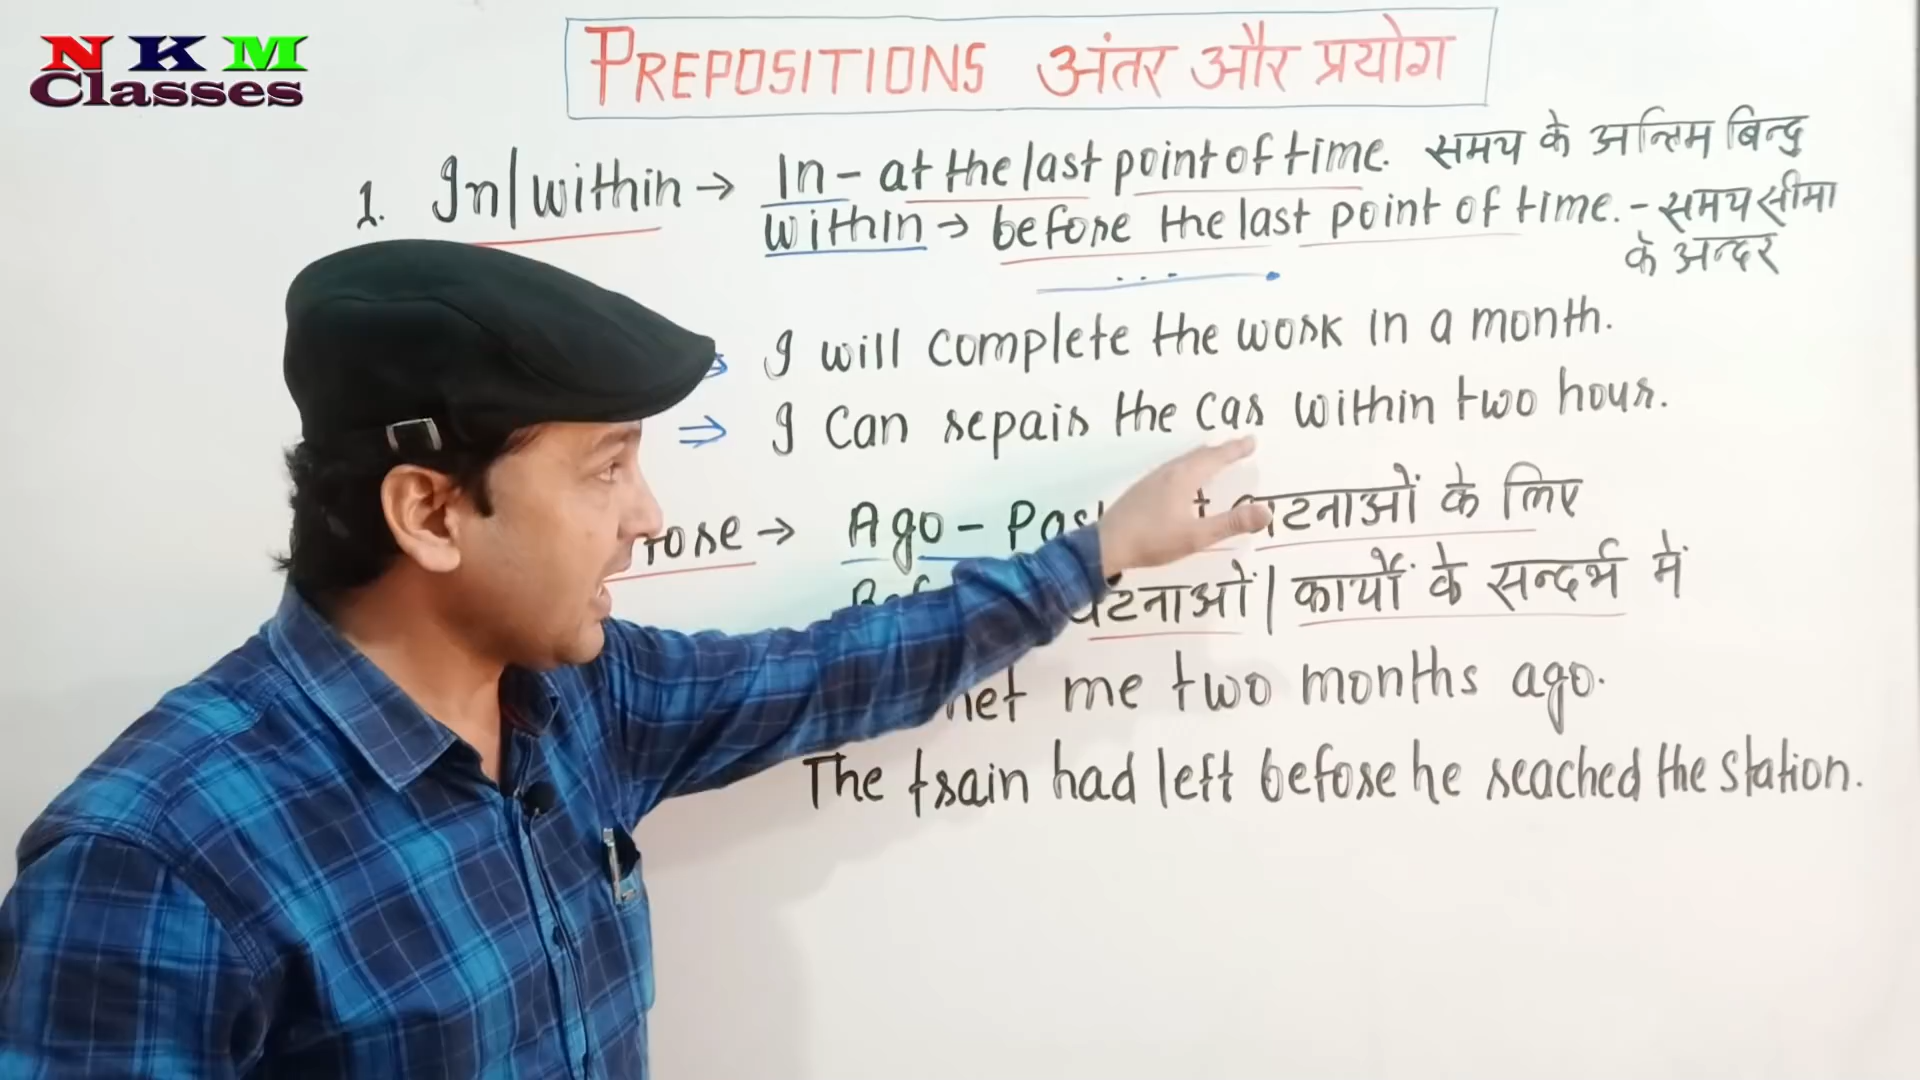 NKM
Classes
PREPOSITIONS अंतर और प्रयोग
1. In/within → In - at the last point of time. समय के अन्तिम बिन्दु
within → before the last point of time. - समय सीमा
के अन्दर
I will complete the work in a month.
⇒ I can repair the car within two hour.
→ Ago - घटनाओं के लिए
घटनाओं / कार्यों के सन्दर्भ में
me two months ago.
The train had left before he reached the station.